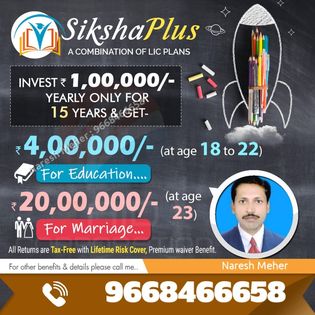 SikshaPlus
A COMBINATION OF LIC PLANS
INVEST ₹ 1,00,000/-
YEARLY ONLY FOR
15 YEARS & GET-
₹ 4,00,000/- (at age 18 to 22)
For Education....
₹ 20,00,000/- (at age 23)
For Marriage...
All Returns are Tax-Free with Lifetime Risk Cover, Premium waiver Benefit.
For other benefits & details please call me...
Naresh Meher
9668466658